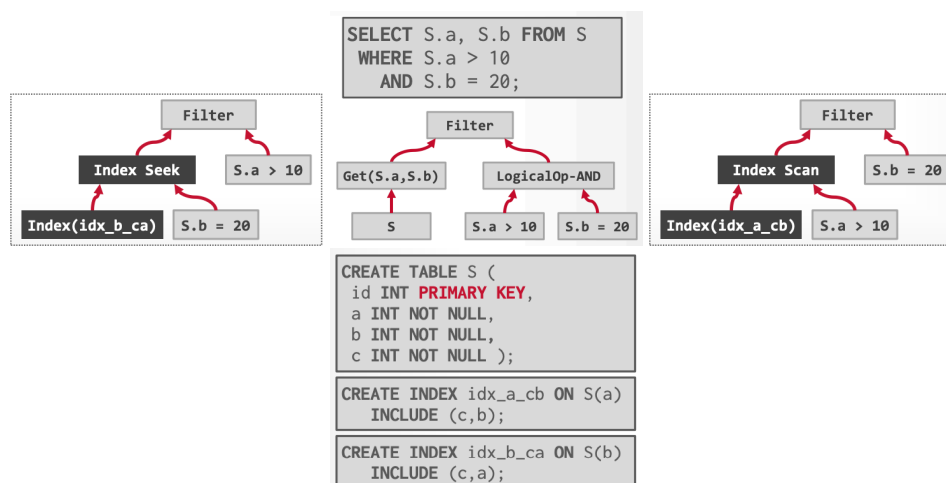 SELECT S.a, S.b FROM S
WHERE S.a > 10
AND S.b = 20;
Filter
Index Seek
S.a > 10
Index(idx_b_ca)
S.b = 20
Filter
Get(S.a,S.b)
LogicalOp-AND
S
S.a > 10
S.b = 20
Filter
Index Scan
S.b = 20
Index(idx_a_cb)
S.a > 10
CREATE TABLE S (
id INT PRIMARY KEY,
a INT NOT NULL,
b INT NOT NULL,
c INT NOT NULL );
CREATE INDEX idx_a_cb ON S(a)
INCLUDE (c,b);
CREATE INDEX idx_b_ca ON S(b)
INCLUDE (c,a);